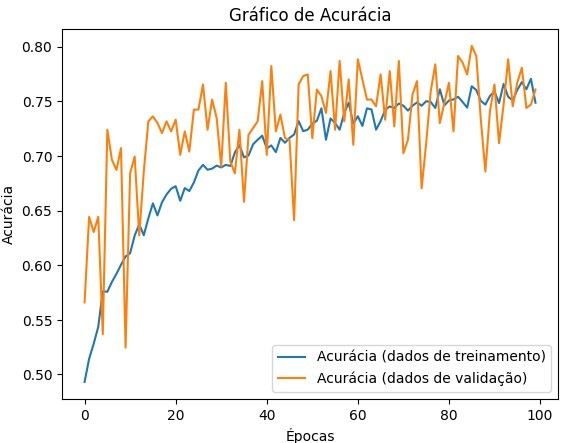 Gráfico de Acurácia
0.80
0.75
0.70
0.65
0.60
0.55
0.50
Acurácia
Acurácia (dados de treinamento)
Acurácia (dados de validação)
0
20
40
60
80
100
Épocas